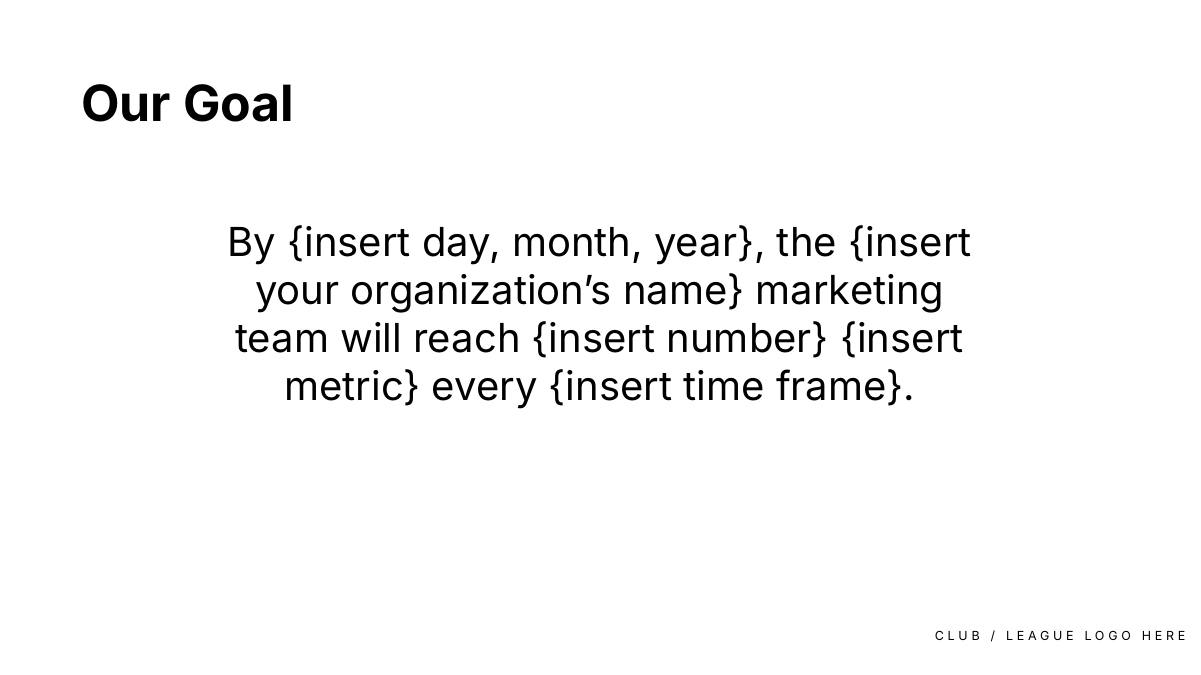 Our Goal
By {insert day, month, year}, the {insert
your organization’s name} marketing
team will reach {insert number} {insert
metric} every {insert time frame}.
CLUB / LEAGUE LOGO HERE